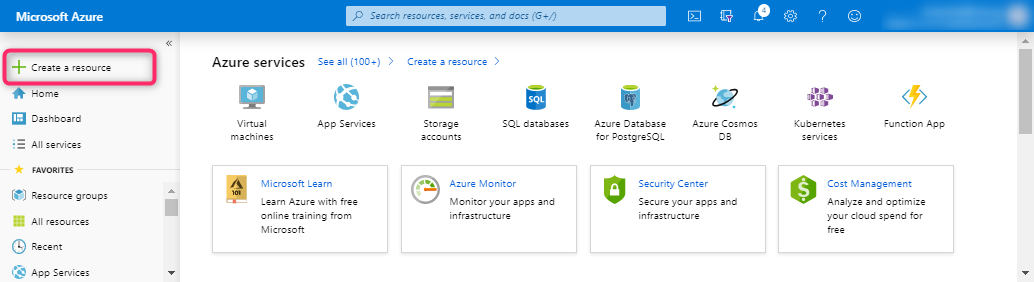 Microsoft Azure
Search resources, services, and docs (G+/)
4
«
Create a resource
Home
Dashboard
All services
FAVORITES
Resource groups
All resources
Recent
App Services
Azure services
See all (100+)
Create a resource
Virtual
machines
App Services
Storage
accounts
SQL
SQL databases
Azure Database
for PostgreSQL
Azure Cosmos
DB
Kubernetes
services
Function App
101
Microsoft Learn
Learn Azure with free
online training from
Microsoft
Azure Monitor
Monitor your apps and
infrastructure
Security Center
Secure your apps and
infrastructure
$
Cost Management
Analyze and optimize
your cloud spend for
free